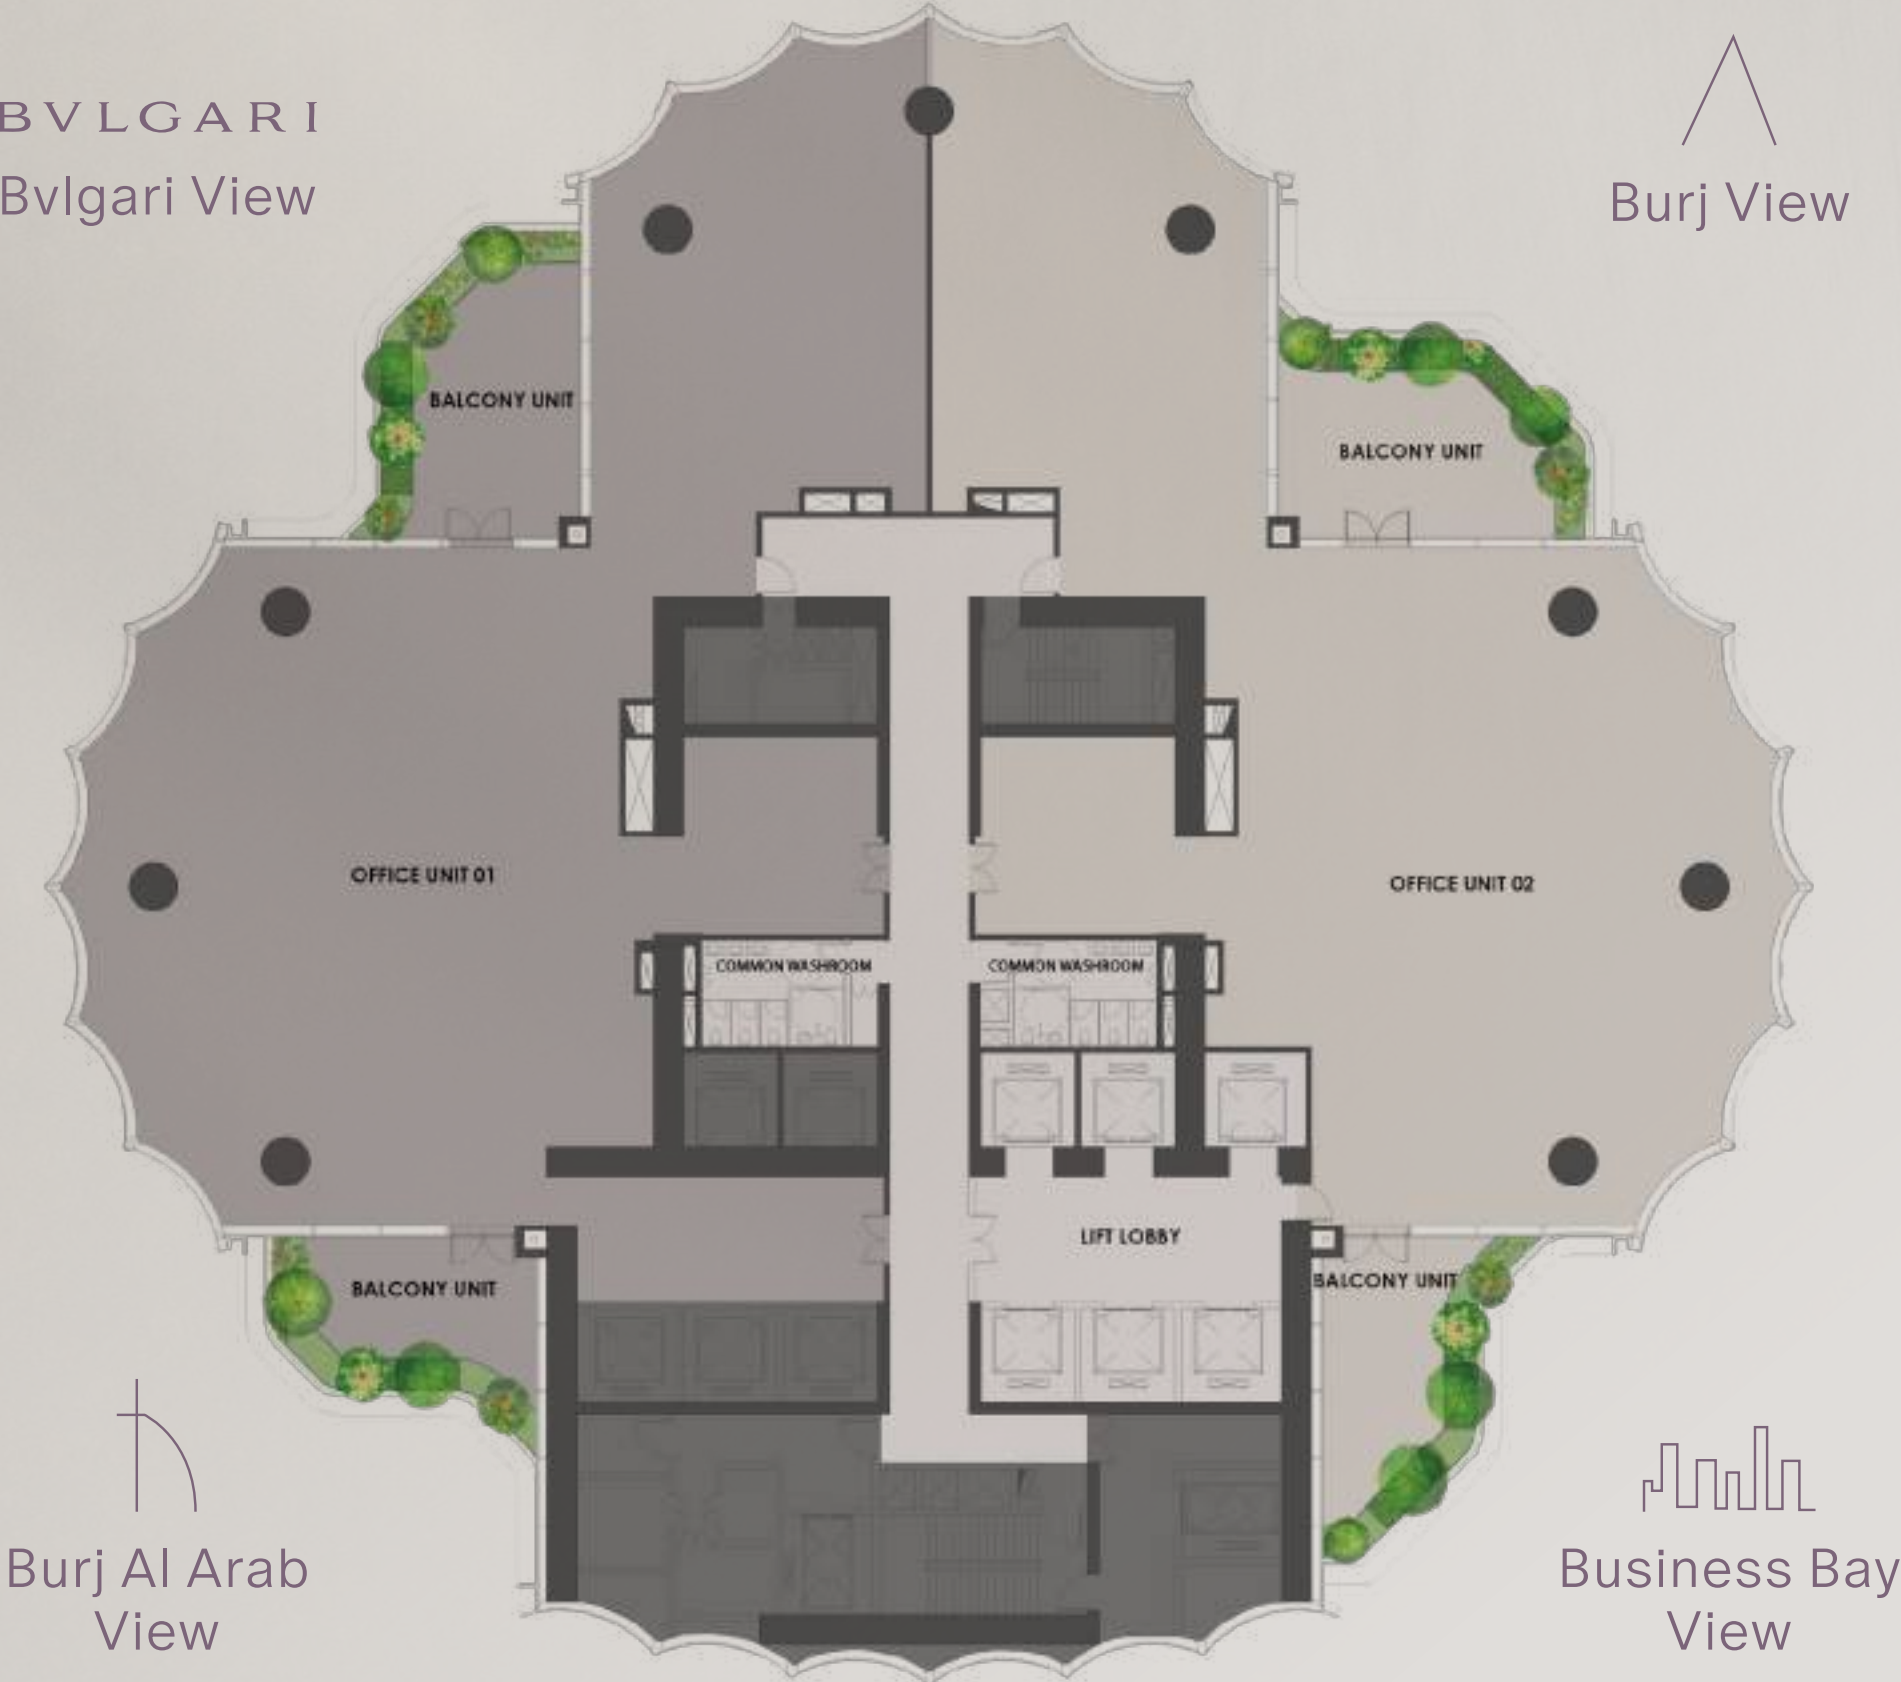 BVLGARI
Bvlgari View
Burj View
BALCONY UNIT
BALCONY UNIT
OFFICE UNIT 01
OFFICE UNIT 02
COMMON WASHROOM
COMMON WASHROOM
LIFT LOBBY
BALCONY UNIT
BALCONY UNIT
Burj Al Arab
View
Business Bay
View